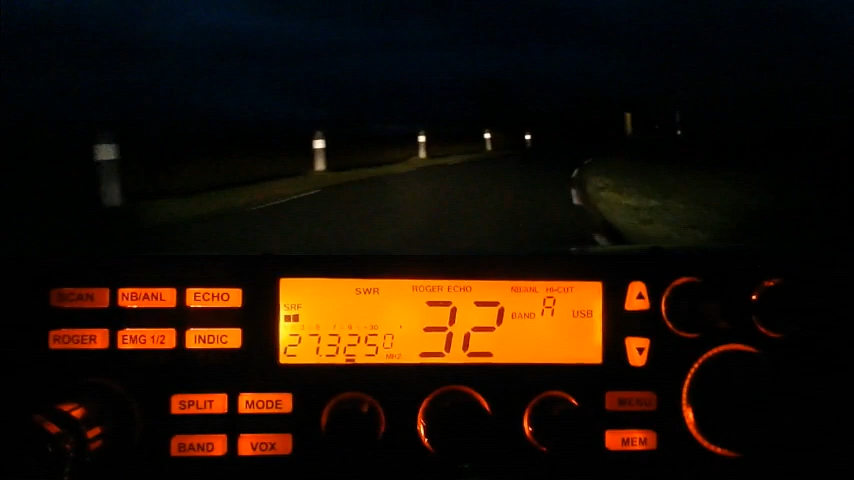 SCAN NB/ANL ECHO
ROGER EMG 1/2 INDIC
SPLIT MODE
BAND VOX
SWR ROGER ECHO NB/ANL HI-CUT
SRF
32 BAND A USB
27.3250 MHZ
MENU
MEM